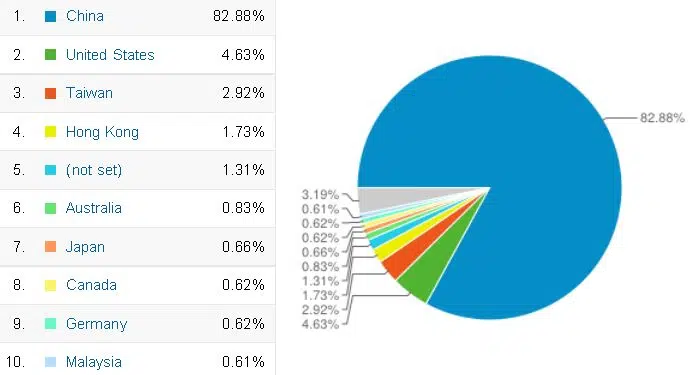 1. China 82.88%
2. United States 4.63%
3. Taiwan 2.92%
4. Hong Kong 1.73%
5. (not set) 1.31%
6. Australia 0.83%
7. Japan 0.66%
8. Canada 0.62%
9. Germany 0.62%
10. Malaysia 0.61%
82.88%
3.19%
0.61%
0.62%
0.62%
0.66%
0.83%
1.31%
1.73%
2.92%
4.63%